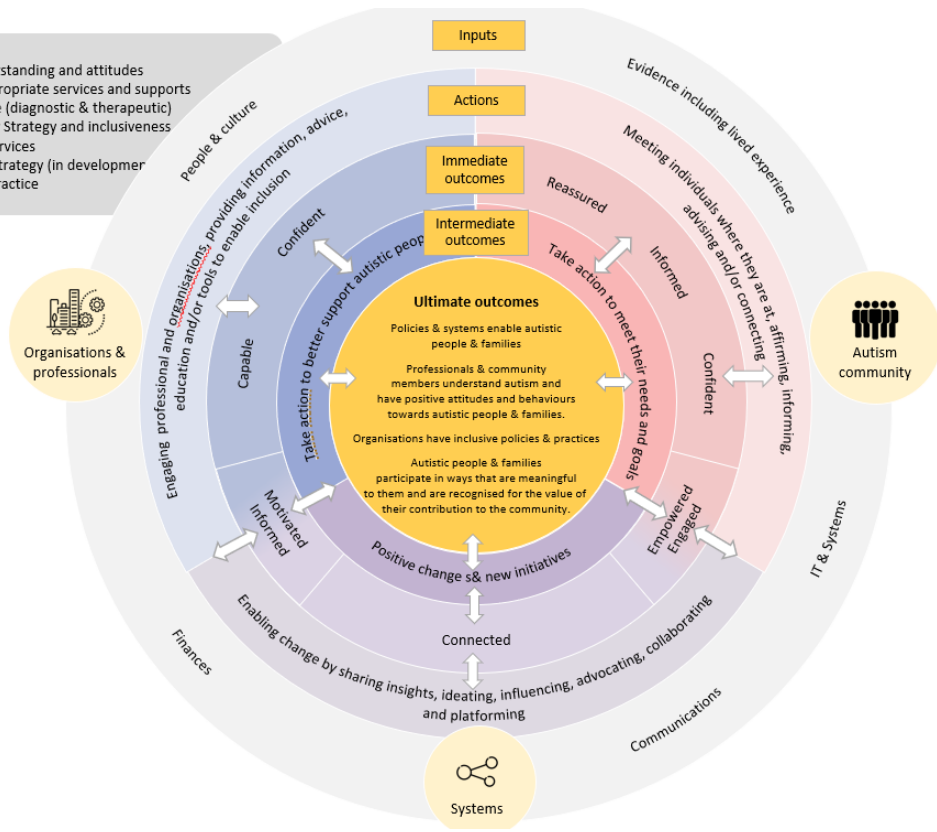 Inputs
Actions
Immediate
outcomes
Intermediate
outcomes
standing and attitudes
ropriate services and supports
(diagnostic & therapeutic)
Strategy and inclusiveness
rvices
trategy (in developmen
ractice
People & culture
Evidence including lived experience
IT & Systems
Communications
Finances
Organisations &
professionals
Autism
community
Systems
Engaging professional and organisations, providing information, advice,
education and/or tools to enable inclusion
Confident
Capable
Motivated
Informed
Take action to better support autistic peop
Meeting individuals where they are at, affirming, informing,
advising and/or connecting
Reassured
Informed
Confident
Empowered
Engaged
Take action to meet their needs and goals
Ultimate outcomes
Policies & systems enable autistic
people & families
Professionals & community
members understand autism and
have positive attitudes and behaviours
towards autistic people & families.
Organisations have inclusive policies & practices
Autistic people & families
participate in ways that are meaningful
to them and are recognised for the value of
their contribution to the community.
Positive change s& new initiatives
Connected
Enabling change by sharing insights, ideating, influencing, advocating, collaborating
and platforming